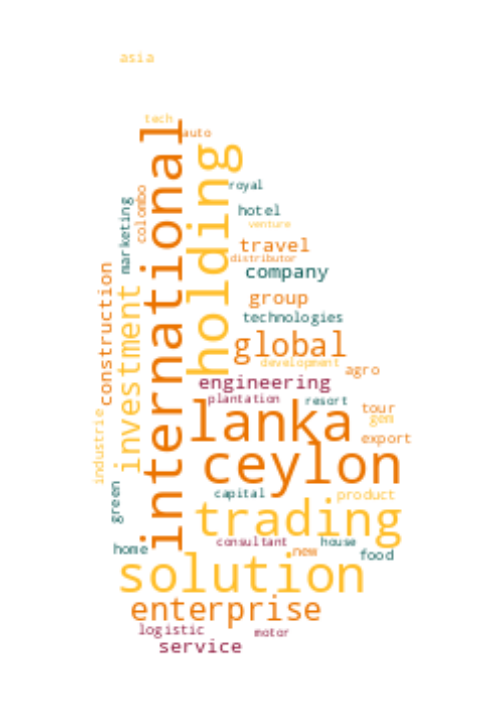 asia
tech
auto
international
holding
royal
colombo
marketing
hotel
venture
travel
distributor
company
construction
investment
group
technologies
global
development
agro
engineering
plantation
resort
lanka
tour
gem
export
industrie
ceylon
green
capital
product
trading
consultant
house
home
new
food
solution
enterprise
logistic
motor
service